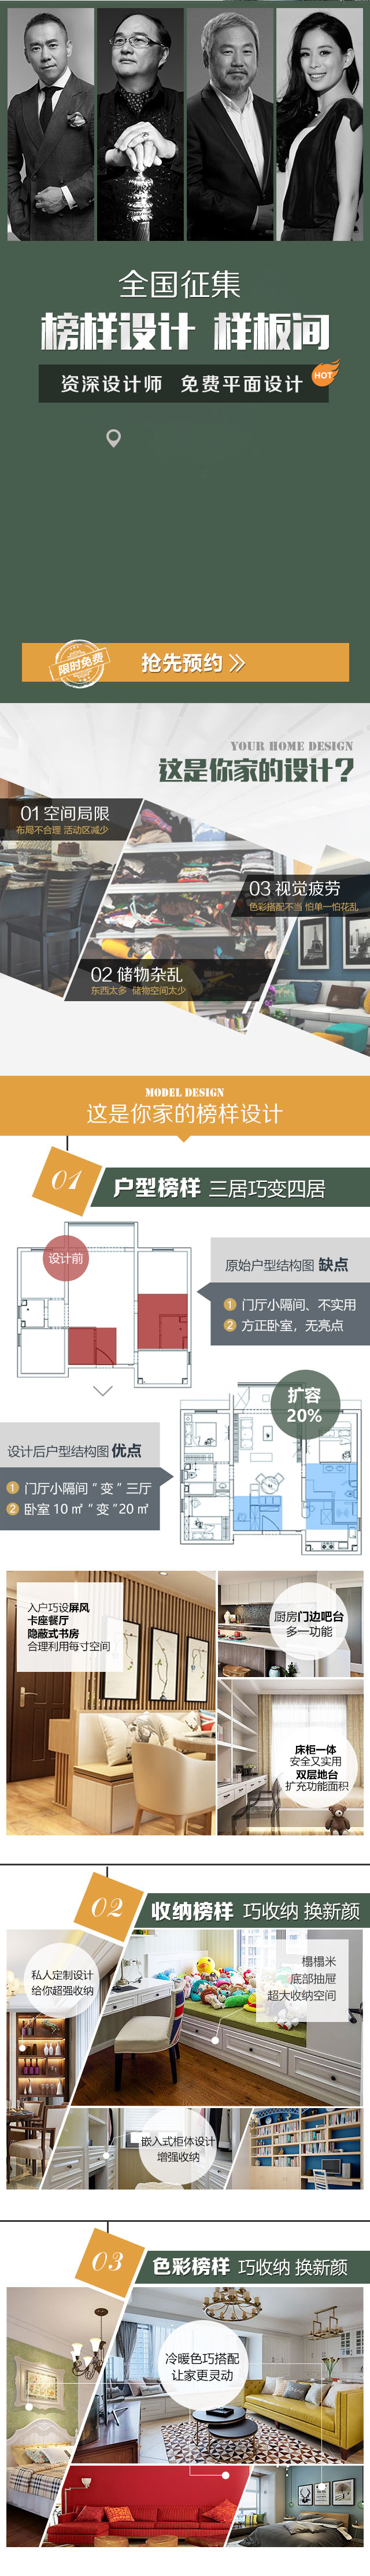 全国征集
榜样设计 样板间
资深设计师 免费平面设计
HOT
限时免费
抢先预约
YOUR HOME DESIGN
这是你家的设计?
01 空间局限
布局不合理 活动区减少
03 视觉疲劳
色彩搭配不当 怕单一怕花乱
02 储物杂乱
东西太多 储物空间太少
MODEL DESIGN
这是你家的榜样设计
01
户型榜样 三居巧变四居
设计前
原始户型结构图 缺点
1 门厅小隔间、不实用
2 方正卧室，无亮点
扩容
20%
设计后户型结构图 优点
1 门厅小隔间“变”三厅
2 卧室 10 ㎡“变”20 ㎡
入户巧设屏风
卡座餐厅
隐蔽式书房
合理利用每寸空间
厨房门边吧台
多一功能
床柜一体
安全又实用
双层地台
扩充功能面积
02
收纳榜样 巧收纳 换新颜
私人定制设计
给你超强收纳
榻榻米
底部抽屉
超大收纳空间
嵌入式柜体设计
增强收纳
03
色彩榜样 巧收纳 换新颜
冷暖色巧搭配
让家更灵动